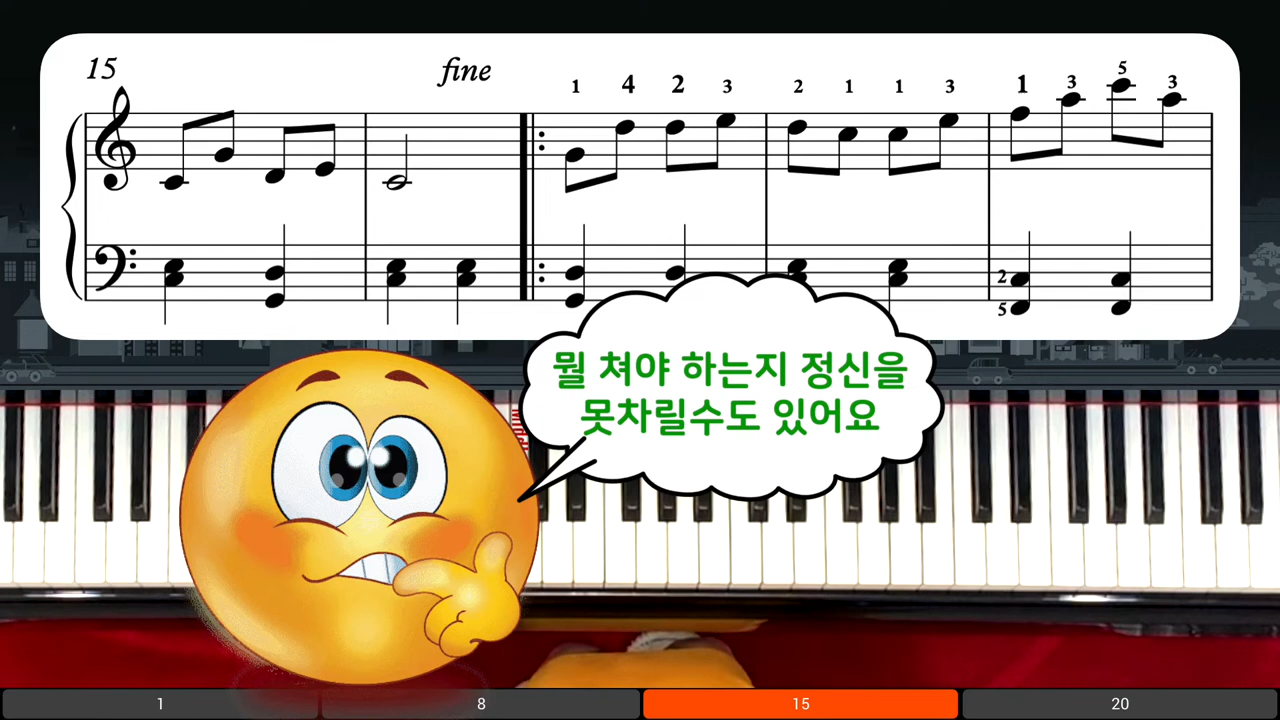 15 fine
1 4 2 3 2 1 1 3 1 3 5 3
2
5
뭘 쳐야 하는지 정신을
못차릴수도 있어요
1 8 15 20